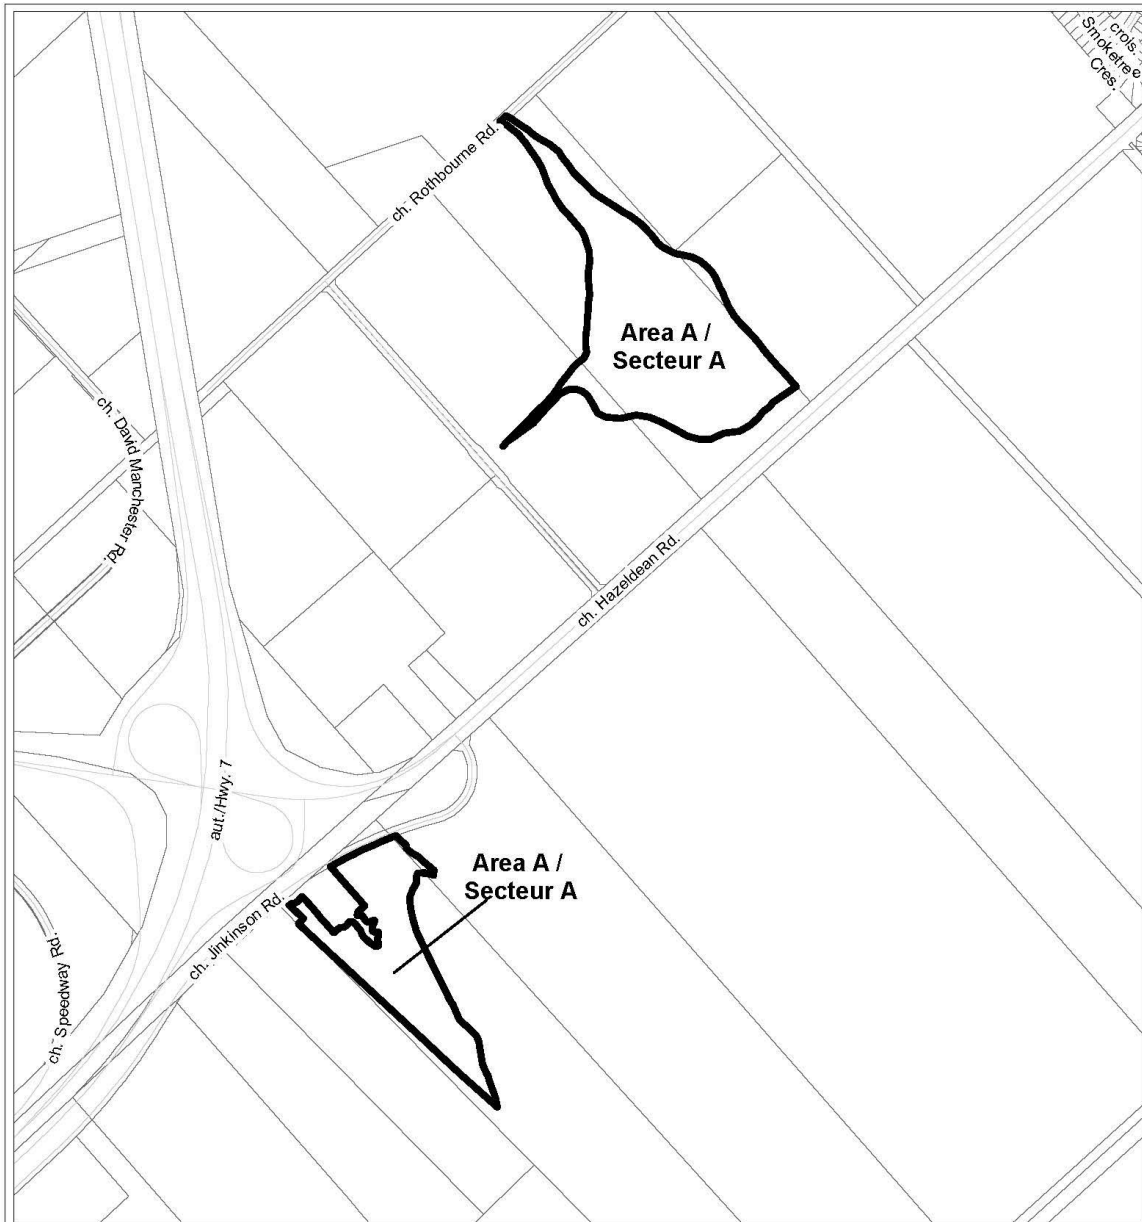 crois.
Smoketree
Cres.
ch. Rothbourne Rd.
Area A /
Secteur A
ch. David Manchester Rd.
ch. Hazeldean Rd.
aut./Hwy. 7
Area A /
Secteur A
ch. Jinkinson Rd.
ch. Speedway Rd.